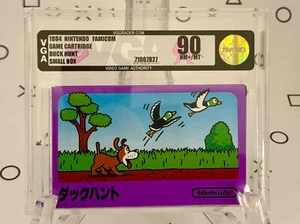 VGA
1984 NINTENDO FAMICOM
GAME CARTRIDGE
DUCK HUNT
SMALL BOX
71007827
90
NM+/MT
VIDEO GAME AUTHORITY
VGGRADER.COM
ダックハント
Nintendo